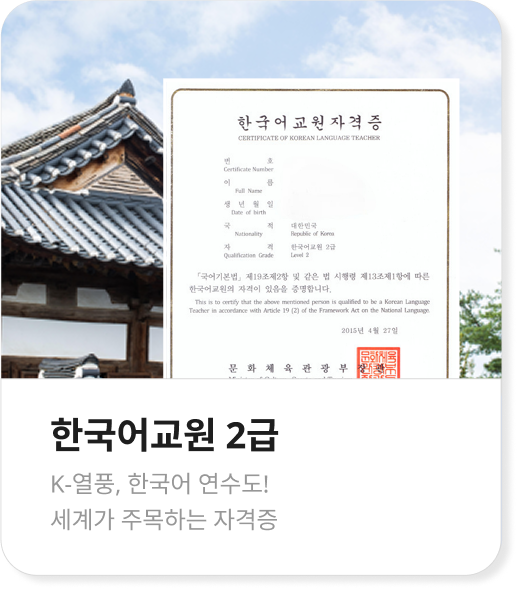 한국어교원자격증
CERTIFICATE OF KOREAN LANGUAGE TEACHER
번 호
Certificate Number
이 름
Full Name
생 년 월 일
Date of birth
국 적 대한민국
Nationality Republic of Korea
자 격 한국어교원 2급
Qualification Grade Level 2
「국어기본법」 제19조제2항 및 같은 법 시행령 제13조제1항에 따른
한국어교원의 자격이 있음을 증명합니다.
This is to certify that the above mentioned person is qualified to be a Korean Language
Teacher in accordance with Article 19 (2) of the Framework Act on the National Language.
2015년 4월 27일
문 화 체 육 관 광 부 장 관
한국어교원 2급
K-열풍, 한국어 연수도!
세계가 주목하는 자격증